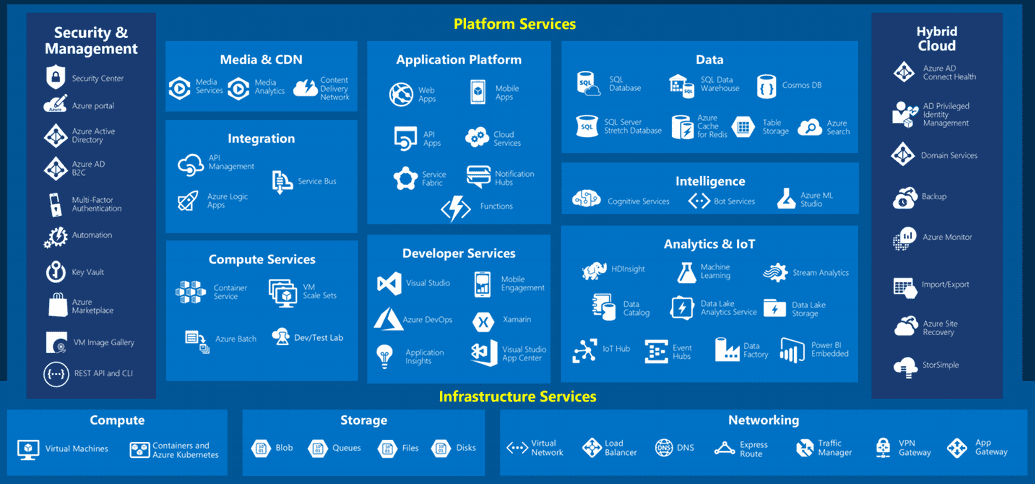 Platform Services
Security &
Management
Security Center
Azure portal
Azure Active
Directory
Azure AD
B2C
Multi-Factor
Authentication
Automation
Key Vault
Azure
Marketplace
VM Image Gallery
REST API and CLI
Media & CDN
Media
Services
Media
Analytics
Content
Delivery
Network
Integration
API
Management
Service Bus
Azure Logic
Apps
Compute Services
Container
Service
VM
Scale Sets
Azure Batch
Dev/Test Lab
Application Platform
Web
Apps
Mobile
Apps
API
Apps
Cloud
Services
Service
Fabric
Notification
Hubs
Functions
Developer Services
Visual Studio
Mobile
Engagement
Azure DevOps
Xamarin
Application
Insights
Visual Studio
App Center
Data
SQL
SQL
Database
SQL
SQL Data
Warehouse
Cosmos DB
SQL
SQL Server
Stretch Database
Azure
Cache
for Redis
Table
Storage
Azure
Search
Intelligence
Cognitive Services
Bot Services
Azure ML
Studio
Analytics & IoT
HDInsight
Machine
Learning
Stream Analytics
Data
Catalog
Data Lake
Analytics Service
Data Lake
Storage
IoT Hub
Event
Hubs
Data
Factory
Power BI
Embedded
Hybrid
Cloud
Azure AD
Connect Health
AD Privileged
Identity
Management
Domain Services
Backup
Azure Monitor
Import/Export
Azure Site
Recovery
StorSimple
Infrastructure Services
Compute
Virtual Machines
Containers and
Azure Kubernetes
Storage
Blob
Queues
Files
Disks
Networking
Virtual
Network
Load
Balancer
DNS
DNS
Express
Route
Traffic
Manager
VPN
Gateway
App
Gateway